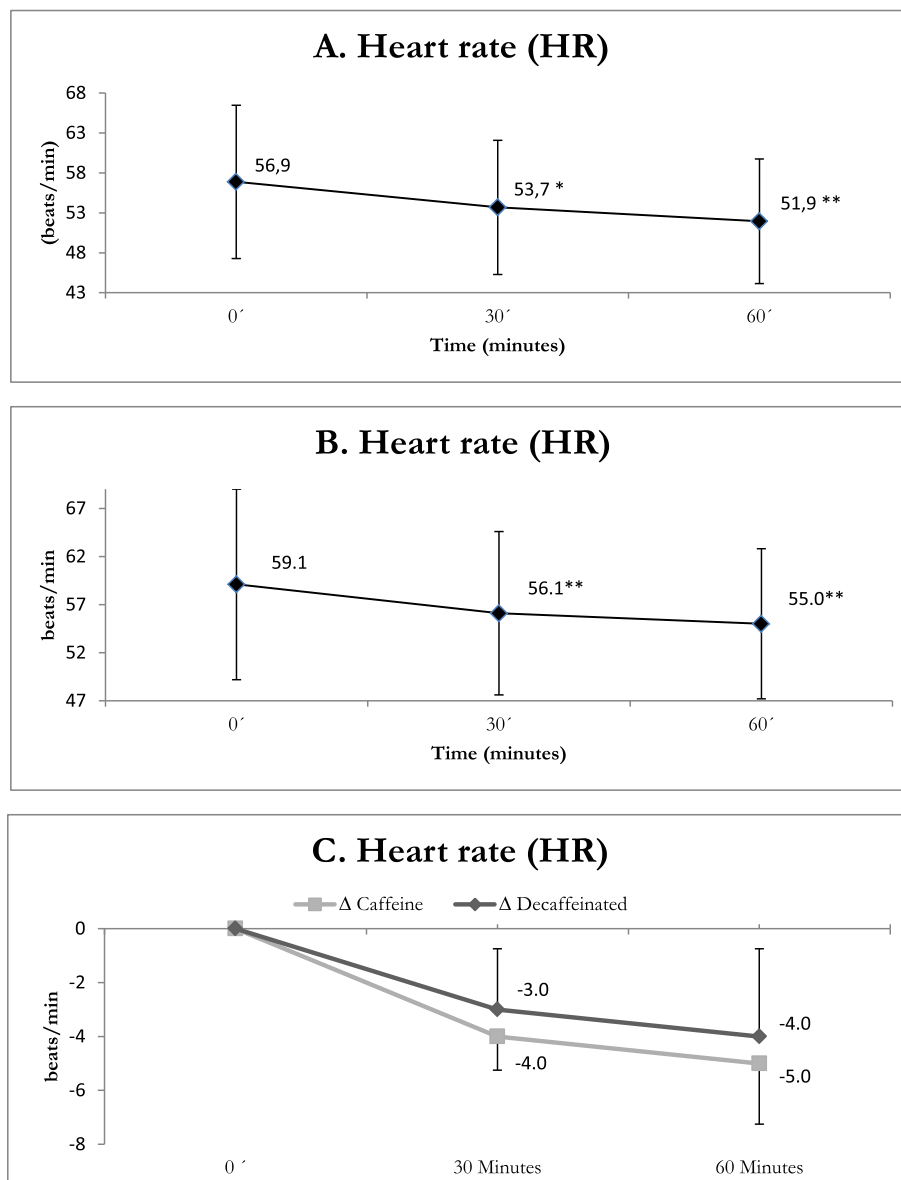 A. Heart rate (HR)
68
63
58
53
48
43
(beats/min)
56,9
53,7 *
51,9 **
0´
30´
60´
Time (minutes)
B. Heart rate (HR)
67
62
57
52
47
beats/min
59.1
56.1**
55.0**
0´
30´
60´
Time (minutes)
C. Heart rate (HR)
Δ Caffeine
Δ Decaffeinated
0
-2
-4
-6
-8
beats/min
-3.0
-4.0
-4.0
-5.0
0 ´
30 Minutes
60 Minutes